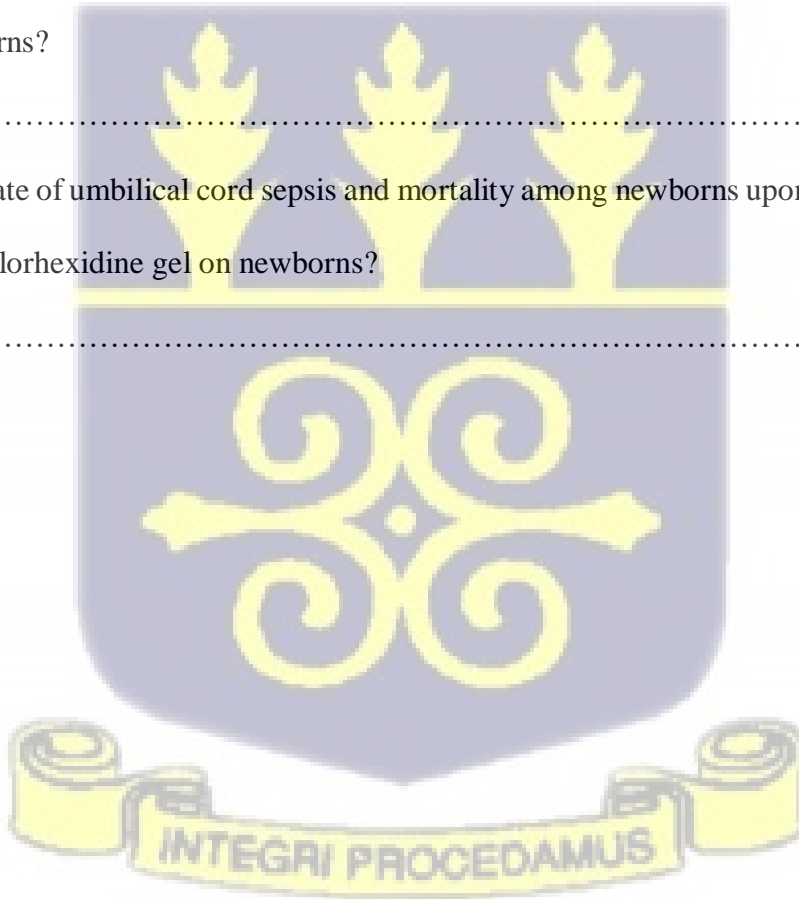 rns?
……………………………………………………………………
ate of umbilical cord sepsis and mortality among newborns upon
lorhexidine gel on newborns?
……………………………………………………………………
INTEGRI PROCEDAMUS